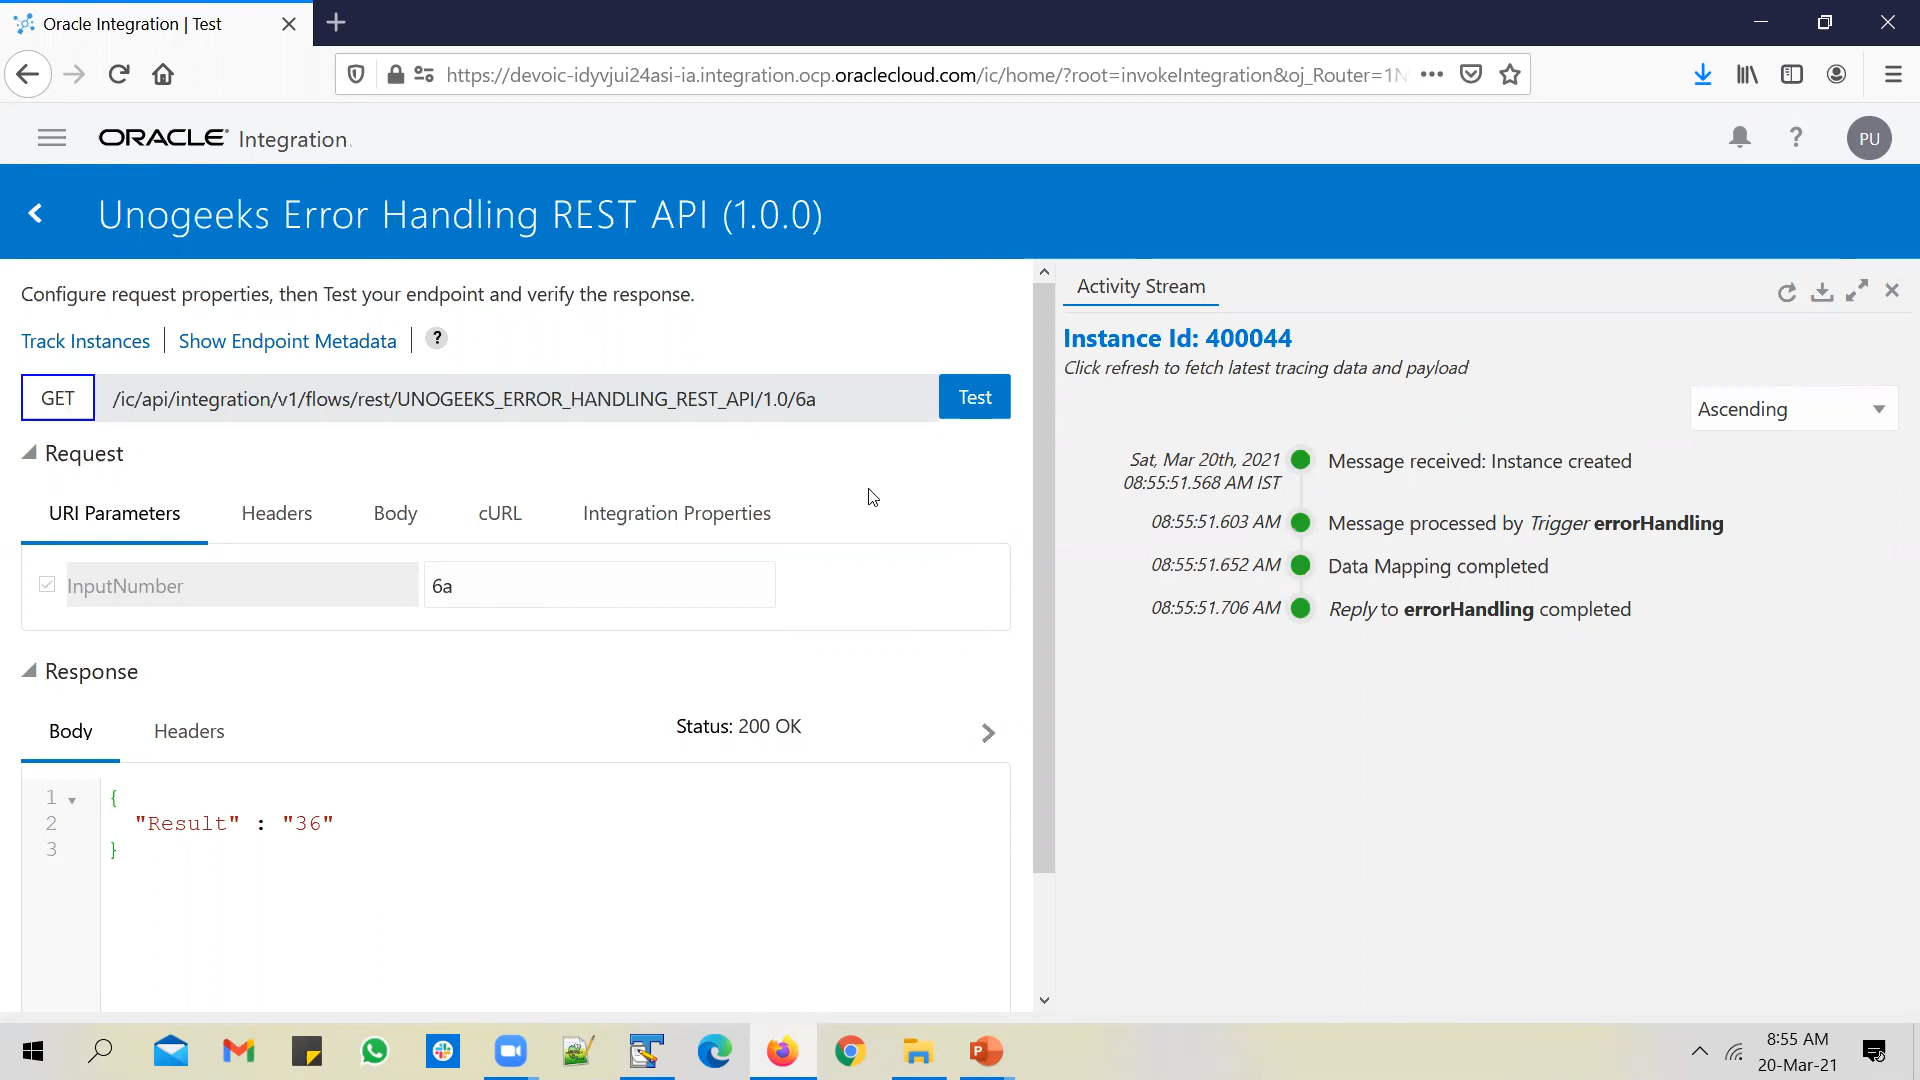 Oracle Integration | Test
https://devoic-idyvjui24asi-ia.integration.ocp.oraclecloud.com/ic/home/?root=invokeIntegration&oj_Router=1N
ORACLE Integration
PU
Unogeeks Error Handling REST API (1.0.0)
Configure request properties, then Test your endpoint and verify the response.
Track Instances | Show Endpoint Metadata | ?
GET /ic/api/integration/v1/flows/rest/UNOGEEKS_ERROR_HANDLING_REST_API/1.0/6a Test
Request
URI Parameters Headers Body cURL Integration Properties
InputNumber 6a
Response
Body Headers Status: 200 OK
1 {
2 "Result" : "36"
3 }
Activity Stream
Instance Id: 400044
Click refresh to fetch latest tracing data and payload
Ascending
Sat, Mar 20th, 2021
08:55:51.568 AM IST Message received: Instance created
08:55:51.603 AM Message processed by Trigger errorHandling
08:55:51.652 AM Data Mapping completed
08:55:51.706 AM Reply to errorHandling completed
8:55 AM
20-Mar-21